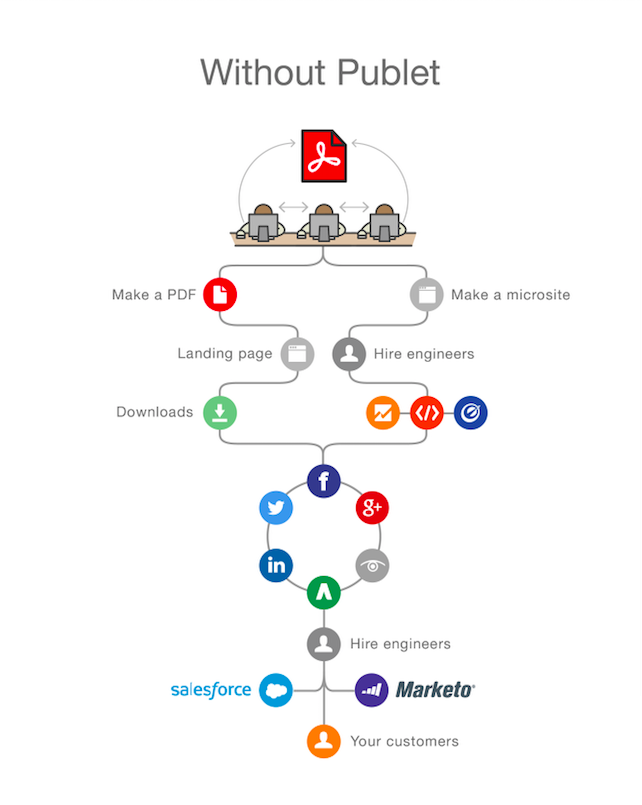 Without Publet
Make a PDF
Make a microsite
Landing page
Hire engineers
Downloads
</>
f
g+
in
Hire engineers
salesforce
Marketo
Your customers